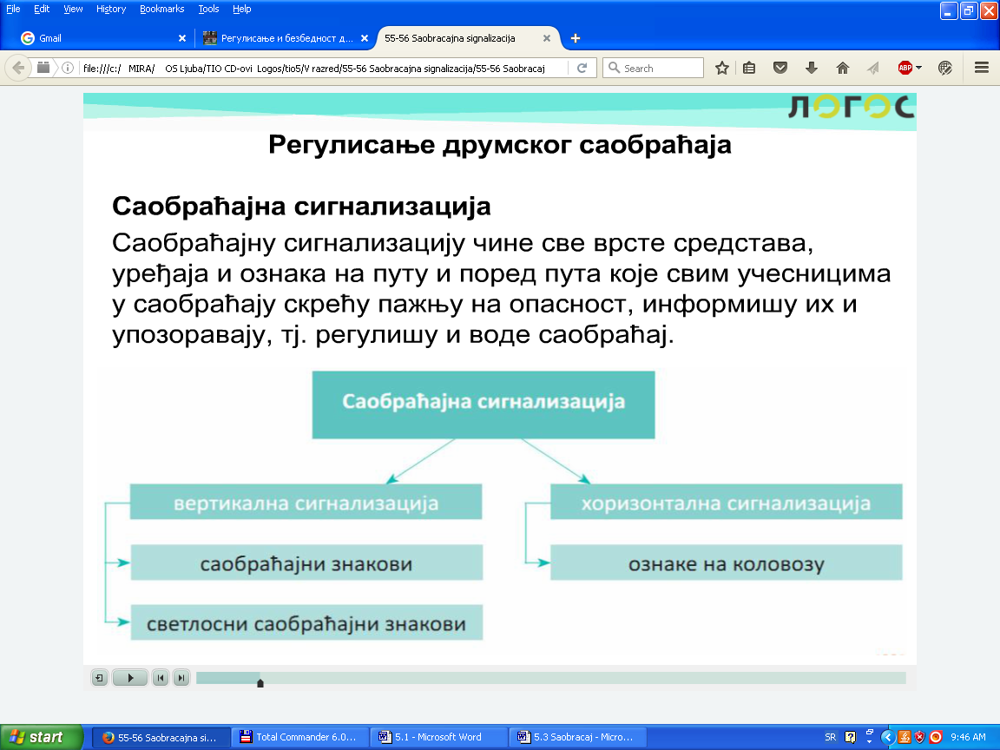 File Edit View History Bookmarks Tools Help
Gmail
Регулисање и безбедност д...
55-56 Saobracajna signalizacija
file:///c:/ MIRA/ OS Ljuba/TIO CD-ovi Logos/tio5/V razred/55-56 Saobracajna signalizacija/55-56 Saobracaj
Search
ABP
ЛОГОС
Регулисање друмског саобраћаја
Саобраћајна сигнализација
Саобраћајну сигнализацију чине све врсте средстава,
уређаја и ознака на путу и поред пута које свим учесницима
у саобраћају скрећу пажњу на опасност, информишу их и
упозоравају, тј. регулишу и воде саобраћај.
Саобраћајна сигнализација
вертикална сигнализација
хоризонтална сигнализација
саобраћајни знакови
ознаке на коловозу
светлосни саобраћајни знакови
start
55-56 Saobracajna si...
Total Commander 6.0...
5.1 - Microsoft Word
5.3 Saobracaj - Micro...
SR
9:46 AM